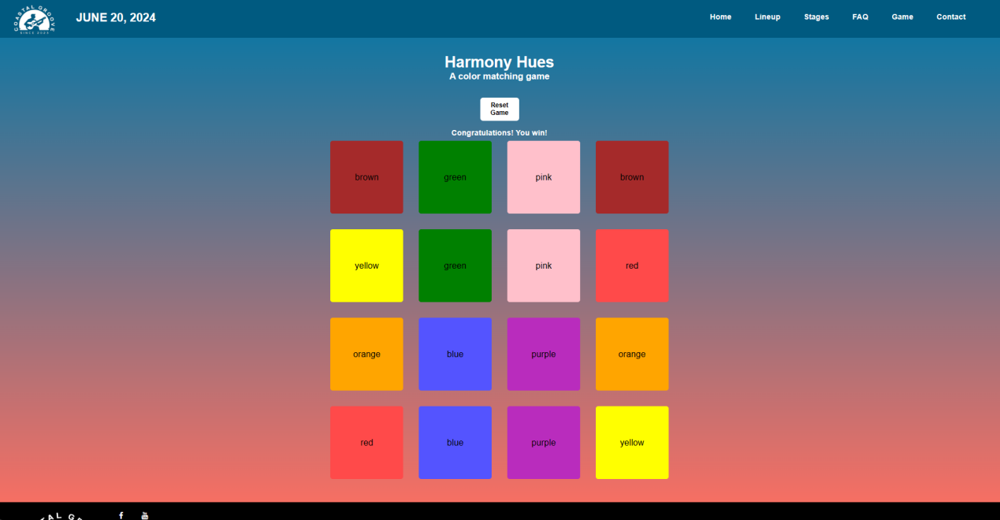 COASTAL GROOVE
SINCE 2023
JUNE 20, 2024
Home Lineup Stages FAQ Game Contact
Harmony Hues
A color matching game
Reset
Game
Congratulations! You win!
brown green pink brown
yellow green pink red
orange blue purple orange
red blue purple yellow